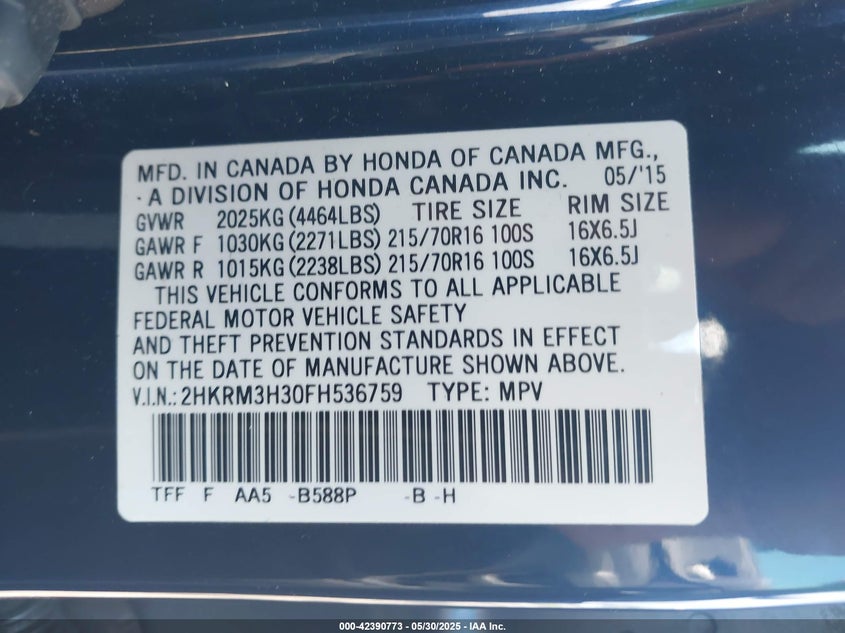 MFD. IN CANADA BY HONDA OF CANADA MFG.,
- A DIVISION OF HONDA CANADA INC. 05/'15
GVWR 2025KG (4464LBS) TIRE SIZE RIM SIZE
GAWR F 1030KG (2271LBS) 215/70R16 100S 16X6.5J
GAWR R 1015KG (2238LBS) 215/70R16 100S 16X6.5J
THIS VEHICLE CONFORMS TO ALL APPLICABLE
FEDERAL MOTOR VEHICLE SAFETY
AND THEFT PREVENTION STANDARDS IN EFFECT
ON THE DATE OF MANUFACTURE SHOWN ABOVE.
V.I.N.: 2HKRM3H30FH536759 TYPE: MPV
TFF F AA5 -B588P -B -H
000-42390773 — 05/30/2025 — IAA Inc.